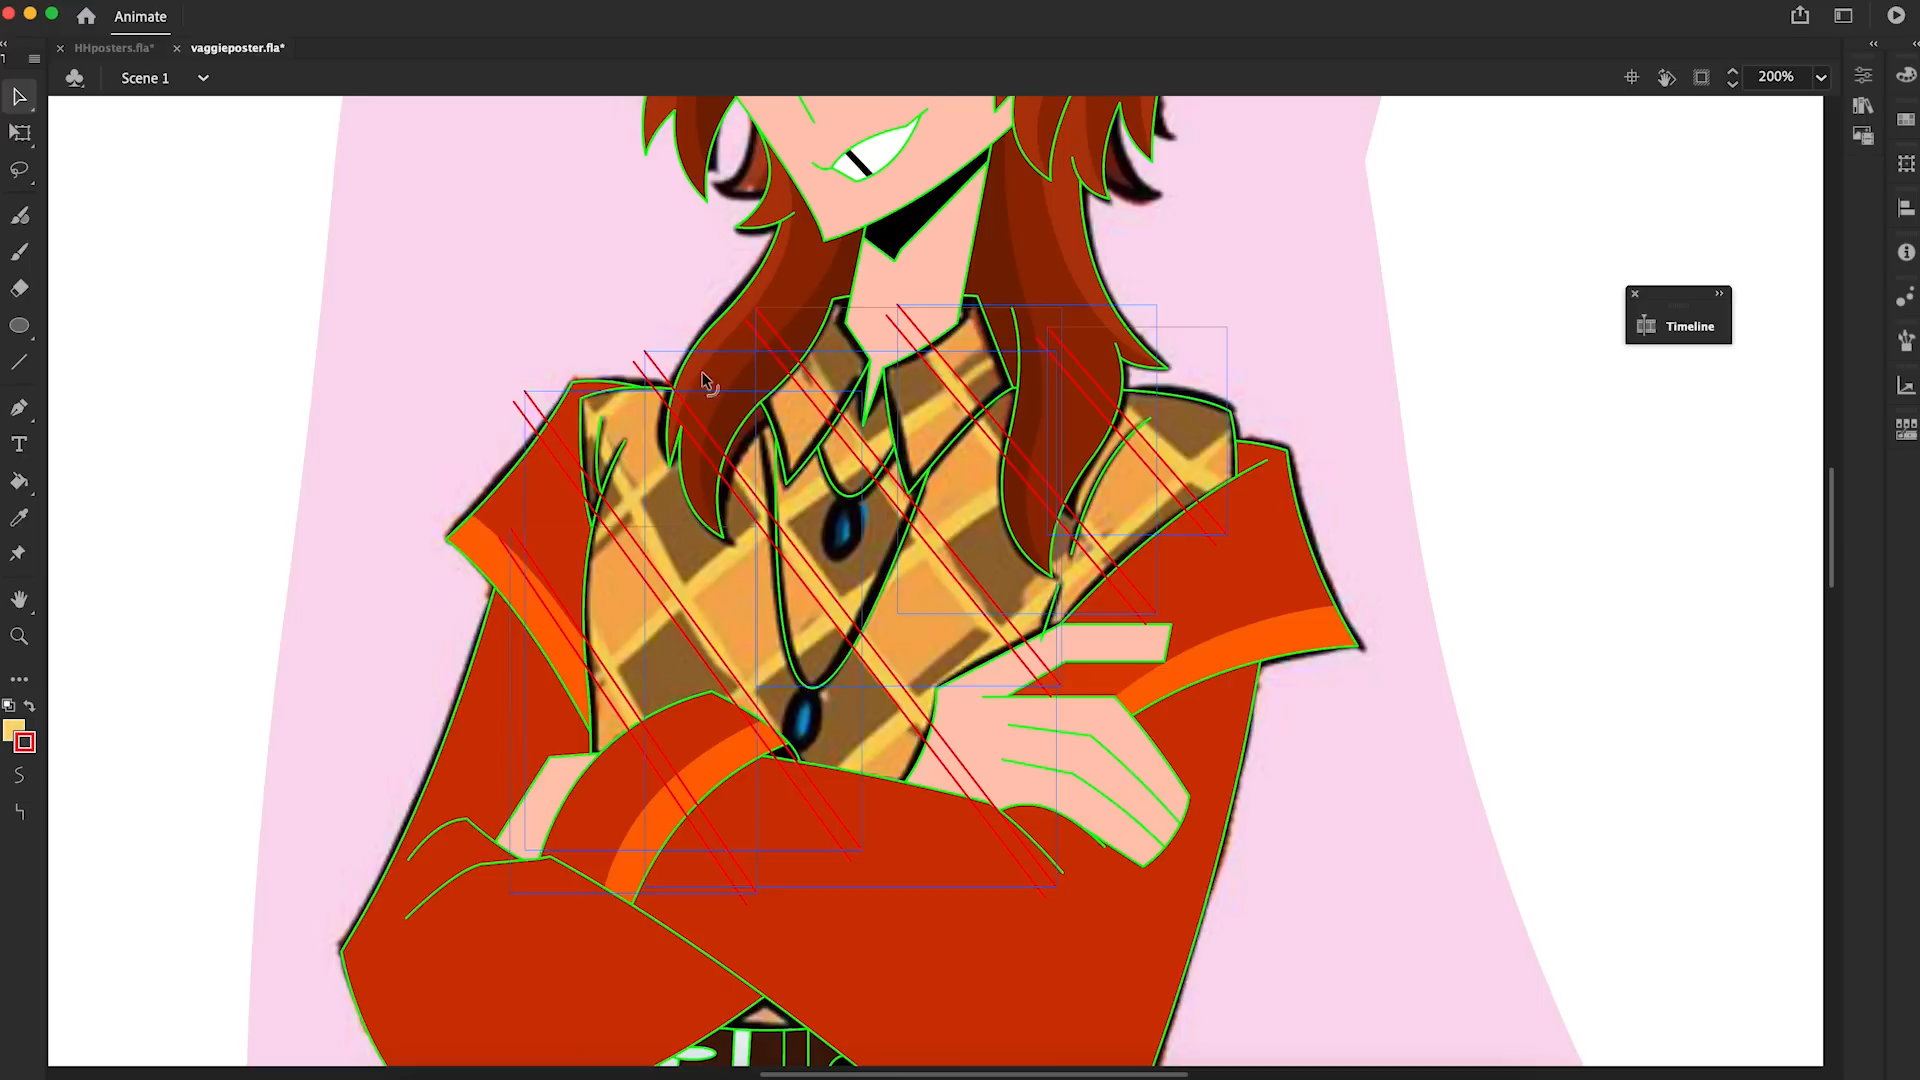 Animate
HHposters.fla*
vaggieposter.fla*
Scene 1
200%
Timeline